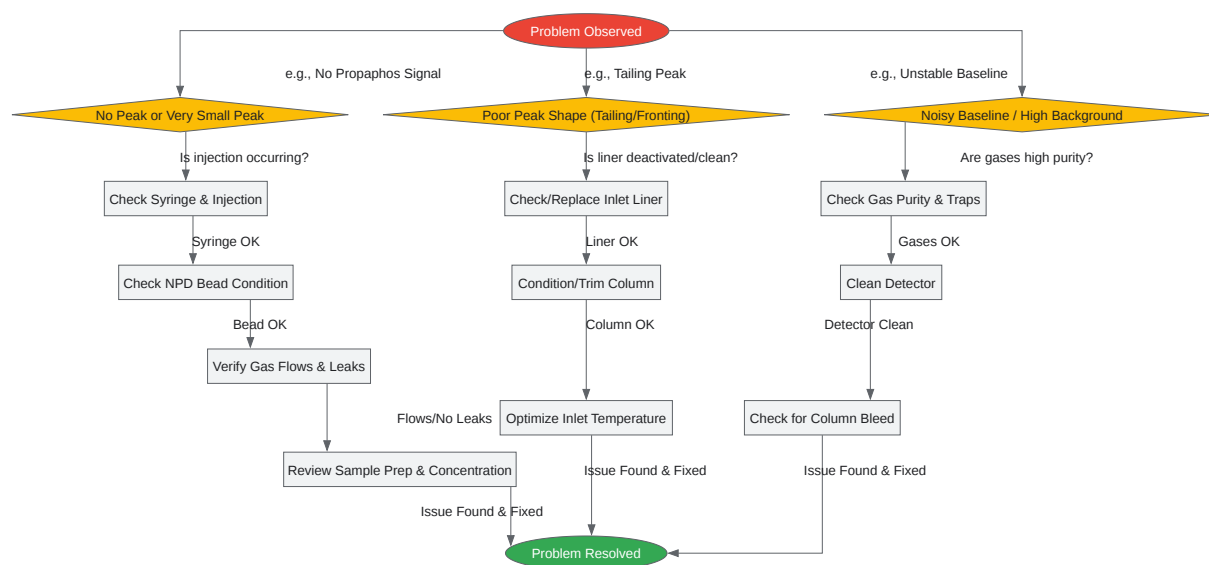 Problem Observed
e.g., No Propaphos Signal
e.g., Tailing Peak
e.g., Unstable Baseline
No Peak or Very Small Peak
Poor Peak Shape (Tailing/Fronting)
Noisy Baseline / High Background
Is injection occurring?
Is liner deactivated/clean?
Are gases high purity?
Check Syringe & Injection
Check/Replace Inlet Liner
Check Gas Purity & Traps
Syringe OK
Liner OK
Gases OK
Check NPD Bead Condition
Condition/Trim Column
Clean Detector
Bead OK
Column OK
Detector Clean
Verify Gas Flows & Leaks
Flows/No Leaks
Optimize Inlet Temperature
Check for Column Bleed
Review Sample Prep & Concentration
Issue Found & Fixed
Issue Found & Fixed
Issue Found & Fixed
Problem Resolved